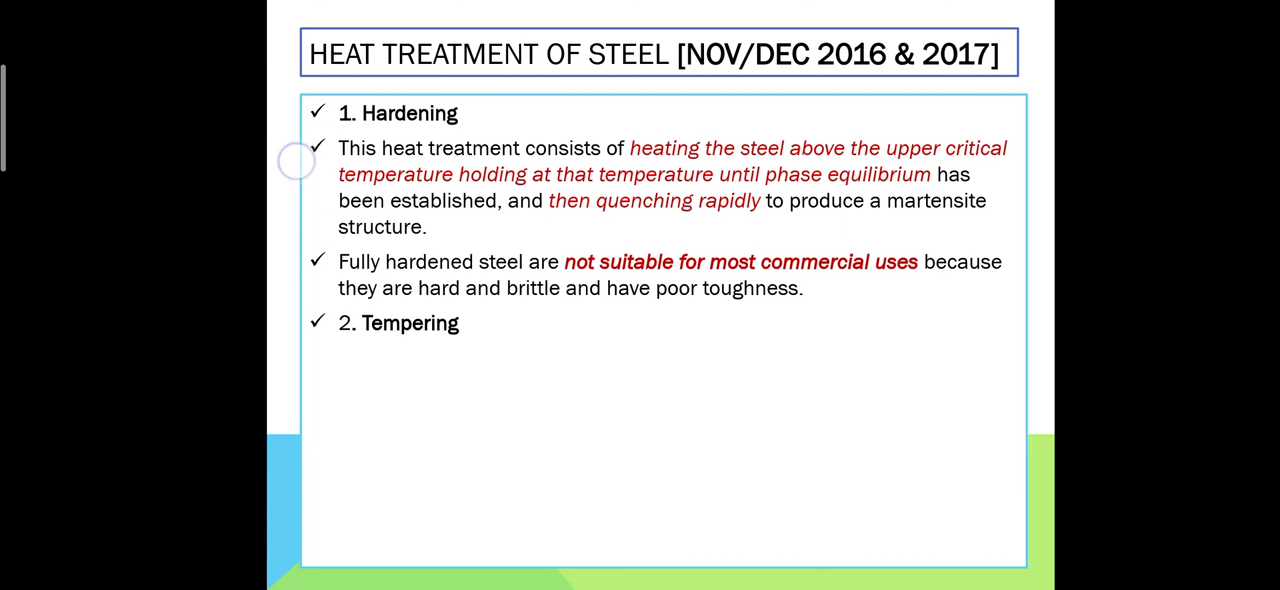 HEAT TREATMENT OF STEEL [NOV/DEC 2016 & 2017]
✓ 1. Hardening
✓ This heat treatment consists of heating the steel above the upper critical
temperature holding at that temperature until phase equilibrium has
been established, and then quenching rapidly to produce a martensite
structure.
✓ Fully hardened steel are not suitable for most commercial uses because
they are hard and brittle and have poor toughness.
✓ 2. Tempering